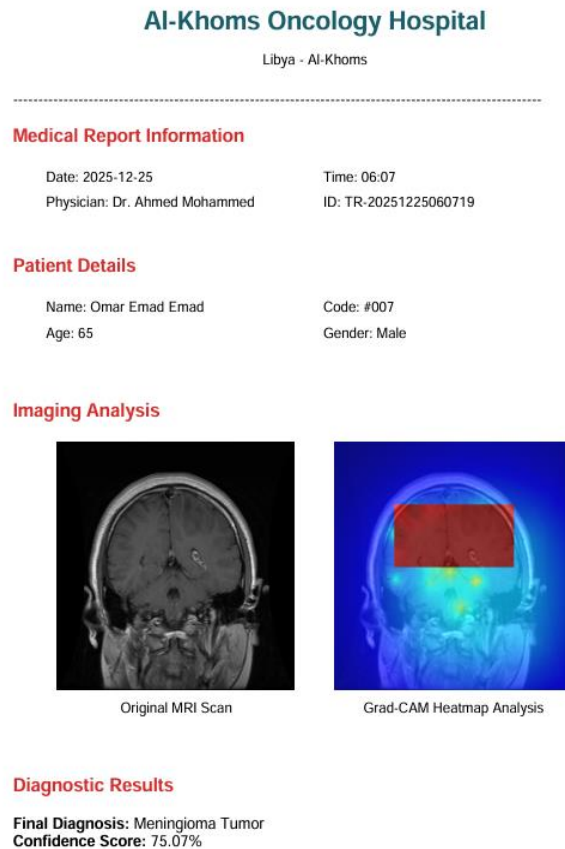 Al-Khoms Oncology Hospital
Libya - Al-Khoms
Medical Report Information
Date: 2025-12-25 Time: 06:07
Physician: Dr. Ahmed Mohammed ID: TR-20251225060719
Patient Details
Name: Omar Emad Emad Code: #007
Age: 65 Gender: Male
Imaging Analysis
Original MRI Scan Grad-CAM Heatmap Analysis
Diagnostic Results
Final Diagnosis: Meningioma Tumor
Confidence Score: 75.07%